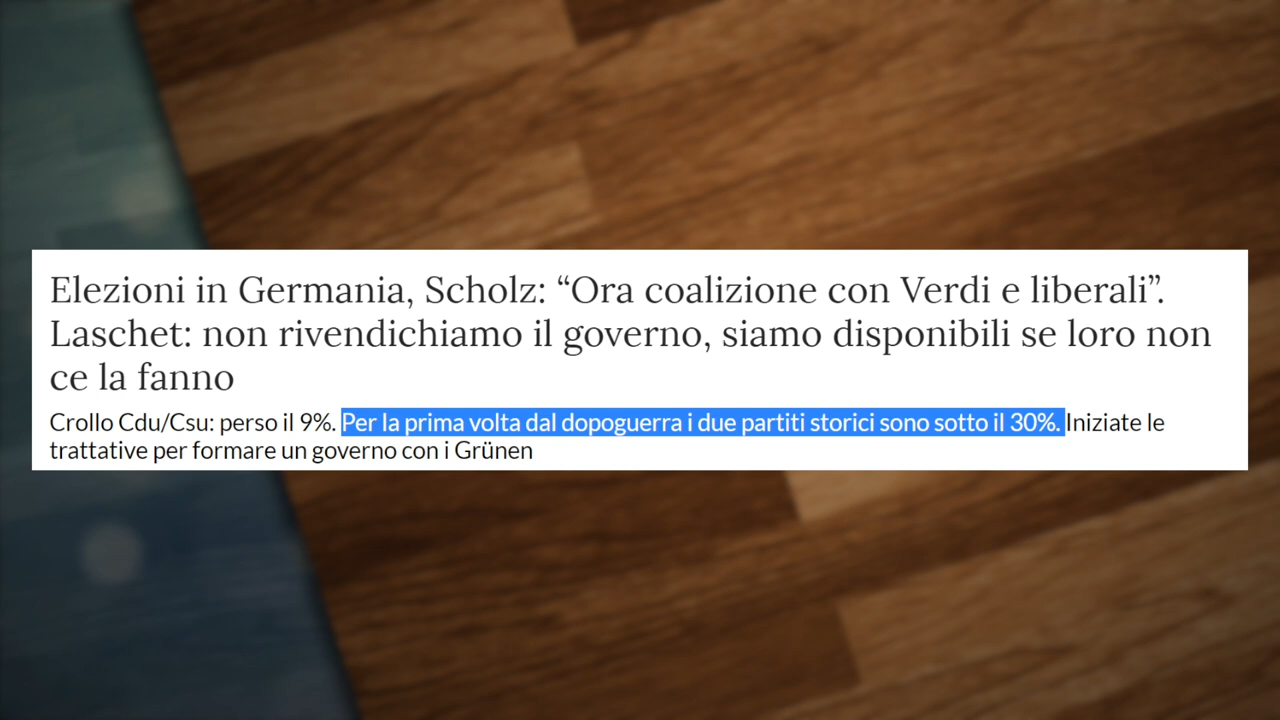 Elezioni in Germania, Scholz: “Ora coalizione con Verdi e liberali”.
Laschet: non rivendichiamo il governo, siamo disponibili se loro non
ce la fanno
Crollo Cdu/Csu: perso il 9%. Per la prima volta dal dopoguerra i due partiti storici sono sotto il 30%. Iniziate le
trattative per formare un governo con i Grünen